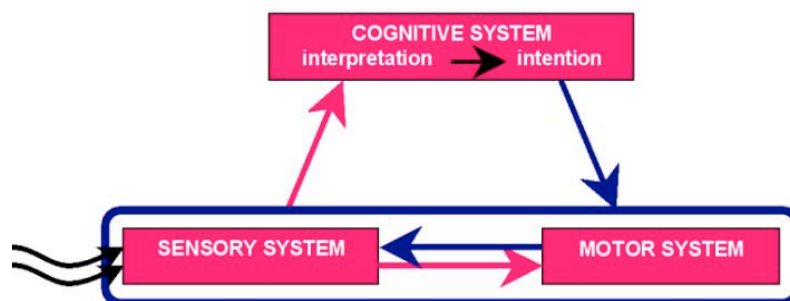 COGNITIVE SYSTEM
interpretation intention
SENSORY SYSTEM
MOTOR SYSTEM